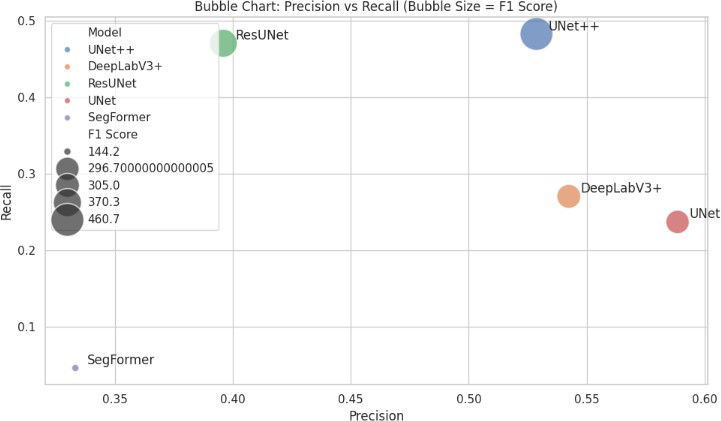 Bubble Chart: Precision vs Recall (Bubble Size = F1 Score)
0.5
0.4
0.3
0.2
0.1
Recall
Model
UNet++
DeepLabV3+
ResUNet
UNet
SegFormer
F1 Score
144.2
296.70000000000005
305.0
370.3
460.7
ResUNet
UNet++
DeepLabV3+
UNet
SegFormer
0.35
0.40
0.45
0.50
0.55
0.60
Precision